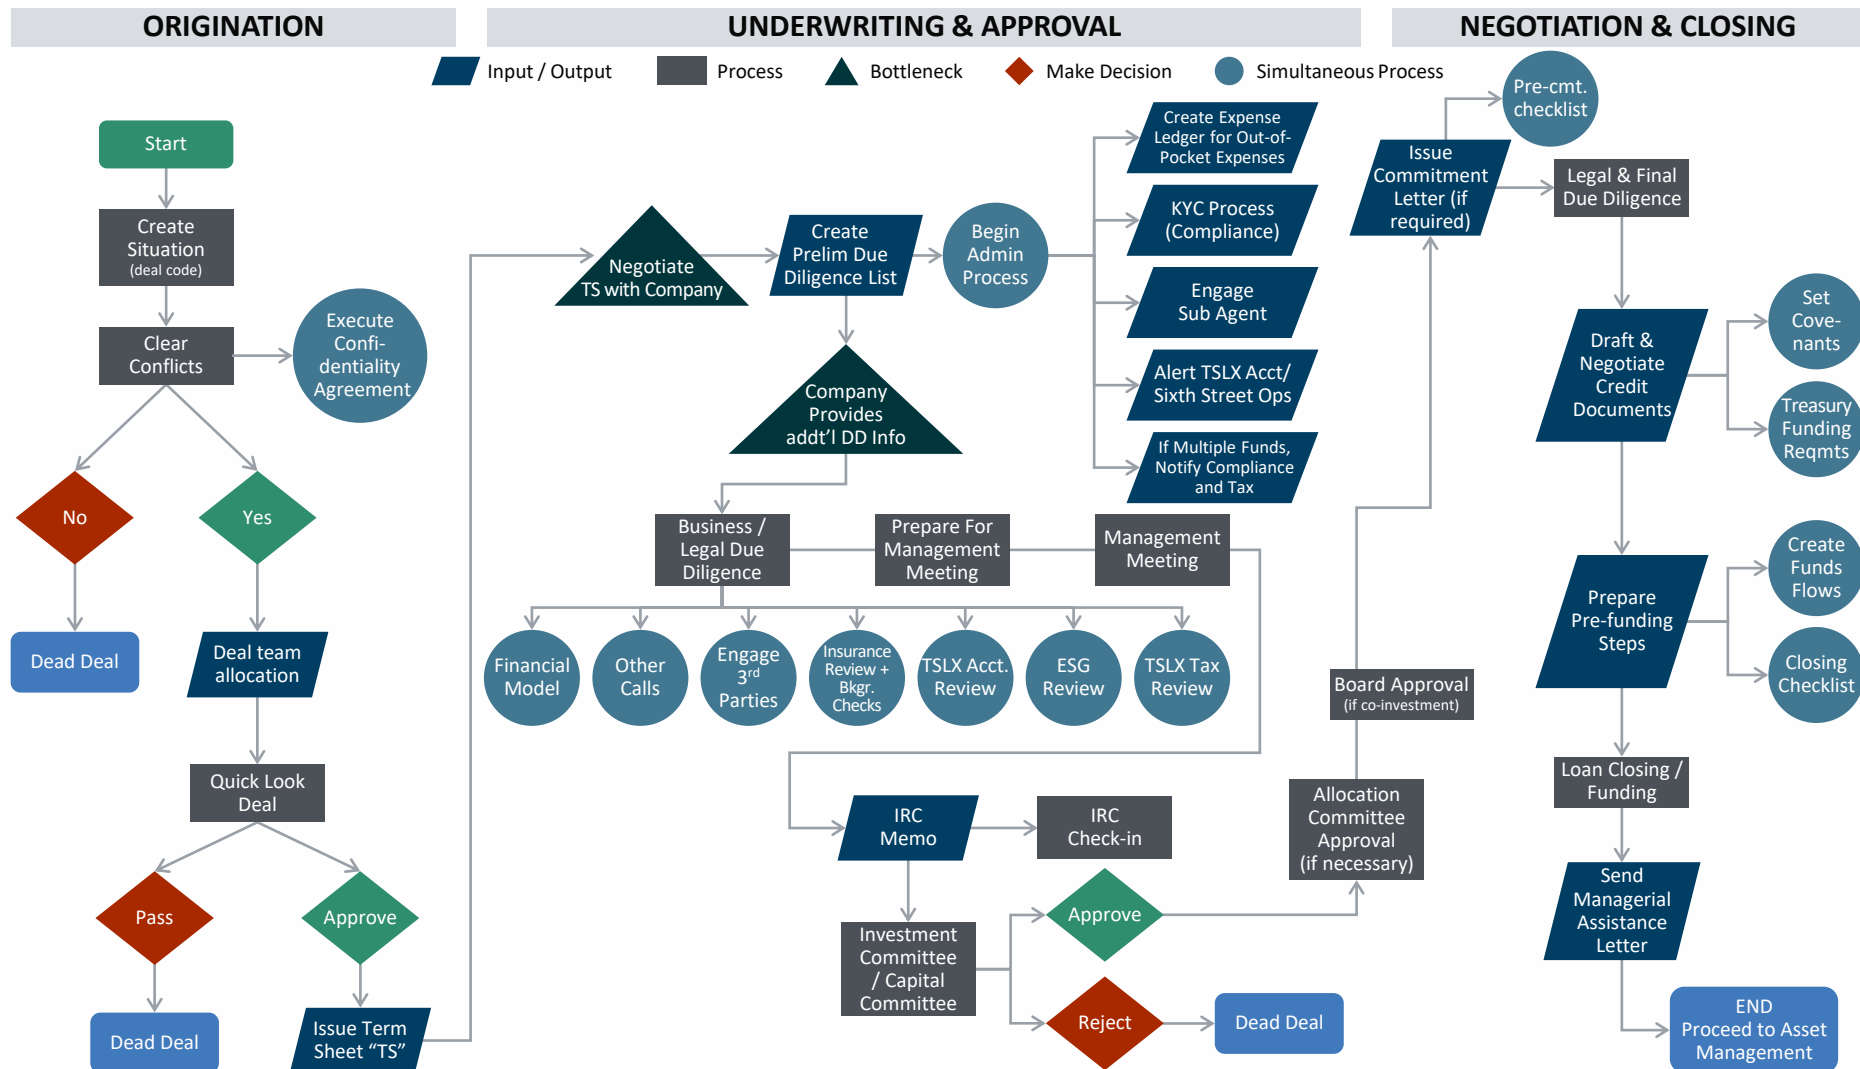 ORIGINATION
UNDERWRITING & APPROVAL
NEGOTIATION & CLOSING
Input / Output
Process
Bottleneck
Make Decision
Simultaneous Process
Start
Create
Situation
(deal code)
Clear
Conflicts
Execute
Confi-
dentiality
Agreement
No
Yes
Dead Deal
Deal team
allocation
Quick Look
Deal
Pass
Approve
Dead Deal
Issue Term
Sheet “TS”
Negotiate
TS with Company
Create
Prelim Due
Diligence List
Begin
Admin
Process
Create Expense
Ledger for Out-of-
Pocket Expenses
KYC Process
(Compliance)
Engage
Sub Agent
Alert TSLX Acct/
Sixth Street Ops
If Multiple Funds,
Notify Compliance
and Tax
Company
Provides
addt’l DD Info
Business /
Legal Due
Diligence
Prepare For
Management
Meeting
Management
Meeting
Financial
Model
Other
Calls
Engage
3rd
Parties
Insurance
Review +
Bkgr.
Checks
TSLX Acct.
Review
ESG
Review
TSLX Tax
Review
IRC
Memo
IRC
Check-in
Investment
Committee
/ Capital
Committee
Approve
Reject
Dead Deal
Allocation
Committee
Approval
(if necessary)
Board Approval
(if co-investment)
Issue
Commitment
Letter (if
required)
Pre-cmt.
checklist
Legal & Final
Due Diligence
Draft &
Negotiate
Credit
Documents
Set
Cove-
nants
Treasury
Funding
Reqmts
Prepare
Pre-funding
Steps
Create
Funds
Flows
Closing
Checklist
Loan Closing /
Funding
Send
Managerial
Assistance
Letter
END
Proceed to Asset
Management